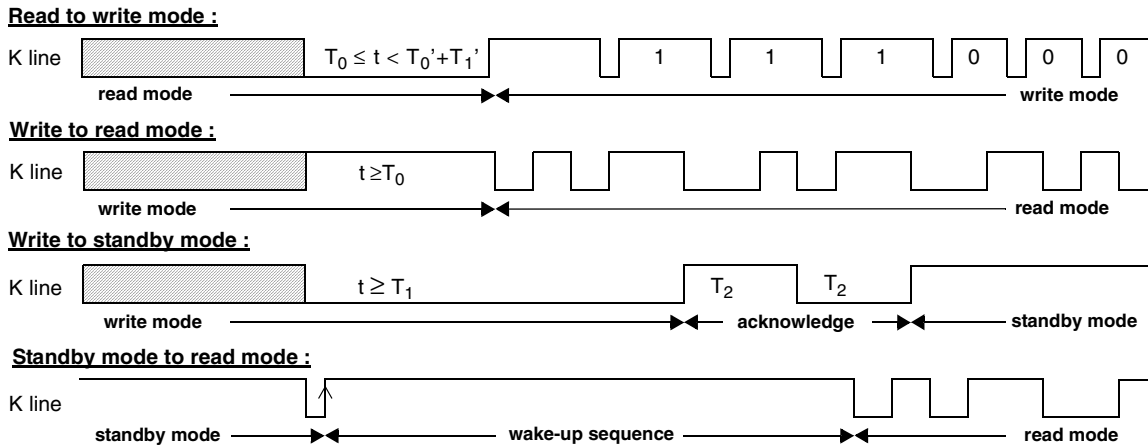 Read to write mode :
K line T₀ ≤ t < T₀'+T₁' 1 1 1 0 0 0
read mode write mode
Write to read mode :
K line t ≥T₀
write mode read mode
Write to standby mode :
K line t ≥ T₁ T₂ T₂
write mode acknowledge standby mode
Standby mode to read mode :
K line
standby mode wake-up sequence read mode